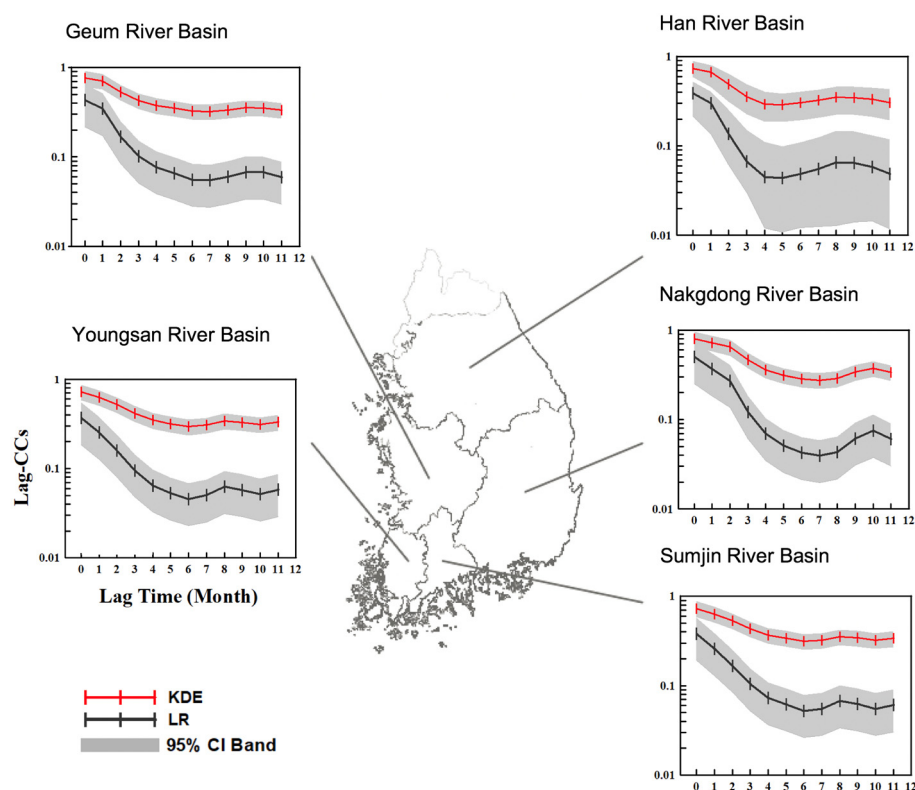 Geum River Basin
1
0.1
0.01
0 1 2 3 4 5 6 7 8 9 10 11 12
Han River Basin
1
0.1
0.01
0 1 2 3 4 5 6 7 8 9 10 11 12
Youngsan River Basin
1
0.1
0.01
0 1 2 3 4 5 6 7 8 9 10 11 12
Lag-CCs
Lag Time (Month)
Nakgdong River Basin
1
0.1
0.01
0 1 2 3 4 5 6 7 8 9 10 11 12
Sumjin River Basin
1
0.1
0.01
0 1 2 3 4 5 6 7 8 9 10 11 12
KDE
LR
95% CI Band